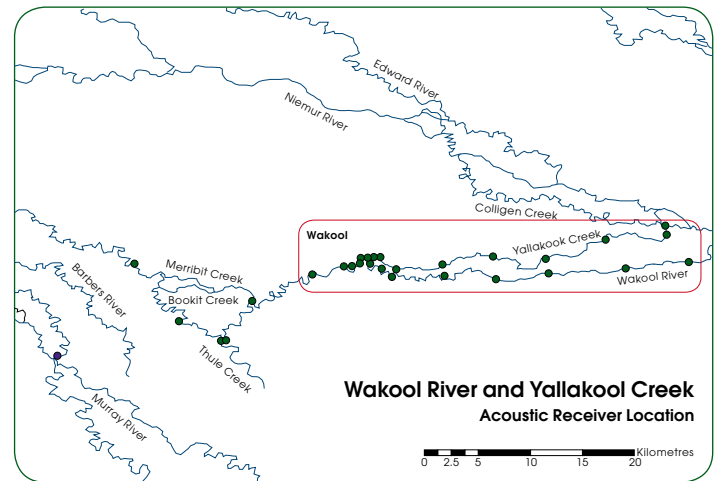 Edward River
Niemur River
Colligen Creek
Wakool
Yallakook Creek
Wakool River
Merribit Creek
Barbers River
Bookit Creek
Thule Creek
Murray River
Wakool River and Yallakool Creek
Acoustic Receiver Location
Kilometres
0 2.5 5 10 15 20